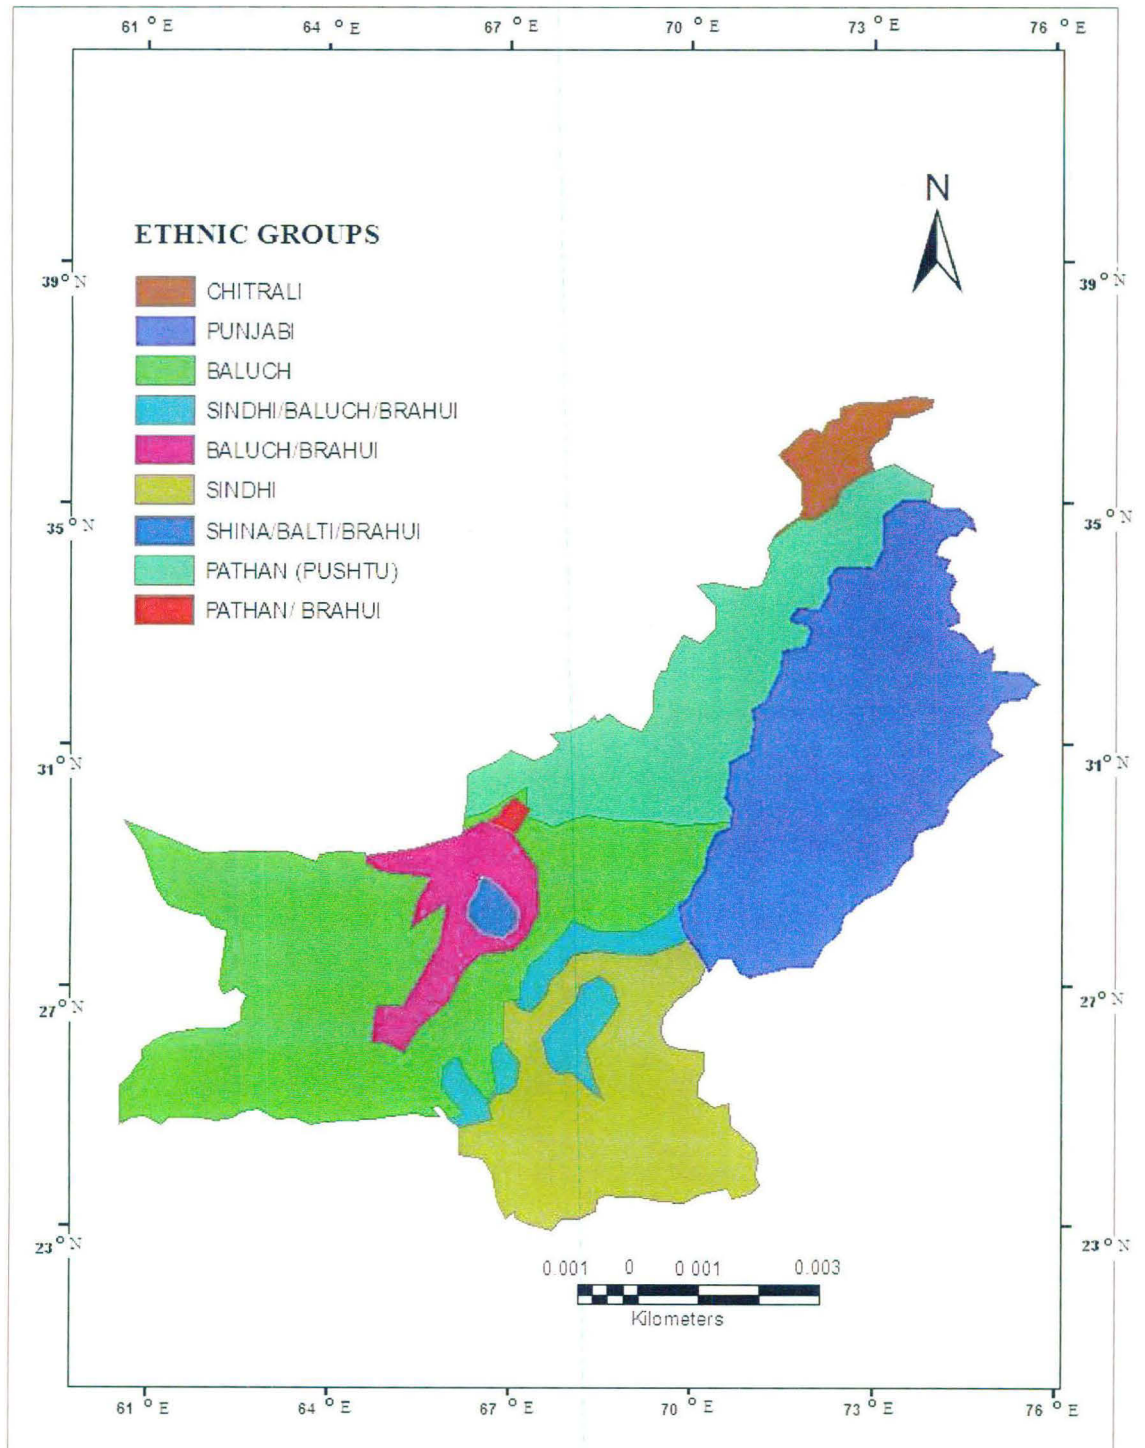 61 ° E 64 ° E 67 ° E 70 ° E 73 ° E 76 ° E
N
ETHNIC GROUPS
39° N 39° N
CHITRALI
PUNJABI
BALUCH
SINDHI/BALUCH/BRAHUI
BALUCH/BRAHUI
SINDHI
35° N 35° N
SHINA/BALTI/BRAHUI
PATHAN (PUSHTU)
PATHAN/ BRAHUI
31° N 31° N
27° N 27° N
23° N 23° N
0.001 0 0 001 0.003
Kilometers
61 ° E 64 ° E 67 ° E 70 ° E 73 ° E 76 ° E